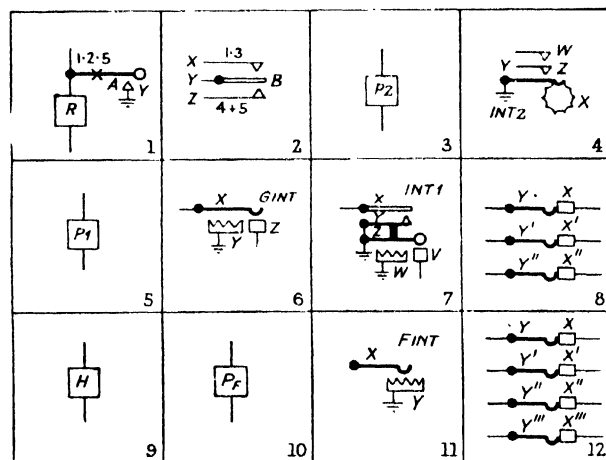 1·2·5
A Y
R
1
X 1·3
Y B
Z 4+5
2
P2
3
W
Y Z
INT2 X
4
P1
5
X GINT
Y Z
6
X INT1
Y
Z
W V
7
Y X
Y' X'
Y" X"
8
H
9
PF
10
FINT
X
Y
11
Y X
Y' X'
Y" X"
Y"' X"'
12